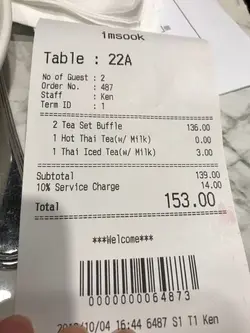 imsook
Table : 22A
No of Guest : 2
Order No. : 487
Staff : Ken
Term ID : 1
2 Tea Set Buffle 136.00
1 Hot Thai Tea(w/ Milk) 0.00
1 Thai Iced Tea(w/ Milk) 3.00
Subtotal 139.00
10% Service Charge 14.00
Total 153.00
***Welcome***
0000000064873
/10/04 16:44 6487 S1 T1 Ken